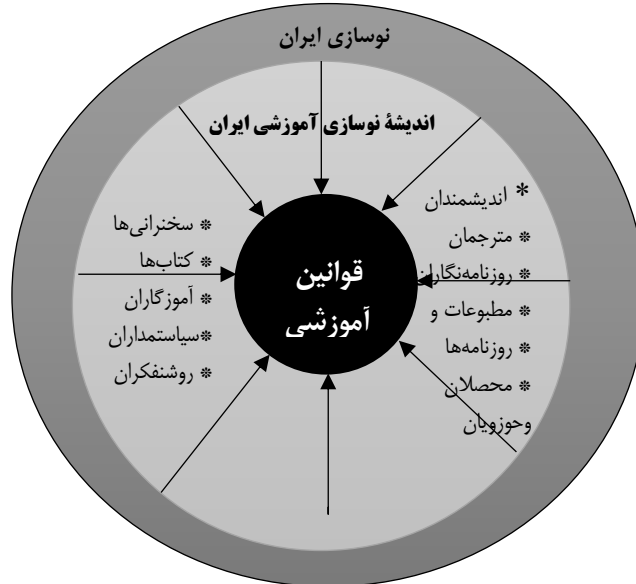 نوسازی ایران
اندیشهٔ نوسازی آموزشی ایران
* اندیشمندان
* مترجمان
* روزنامه‌نگاران
* مطبوعات و
* روزنامه‌ها
* محصلان
وحوزویان
قوانین
آموزشی
* سخنرانی‌ها
* کتاب‌ها
* آموزگاران
*سیاستمداران
* روشنفکران